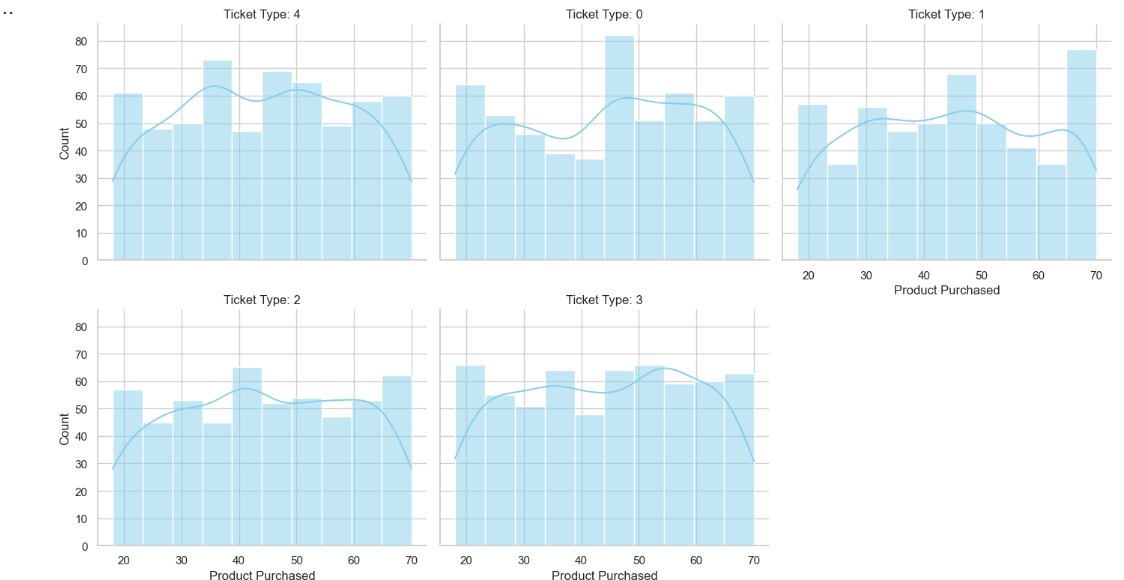 ..
Ticket Type: 4
Ticket Type: 0
Ticket Type: 1
80
70
60
50
40
30
20
10
0
Count
20 30 40 50 60 70
Product Purchased
Ticket Type: 2
Ticket Type: 3
80
70
60
50
40
30
20
10
0
Count
20 30 40 50 60 70
Product Purchased
20 30 40 50 60 70
Product Purchased